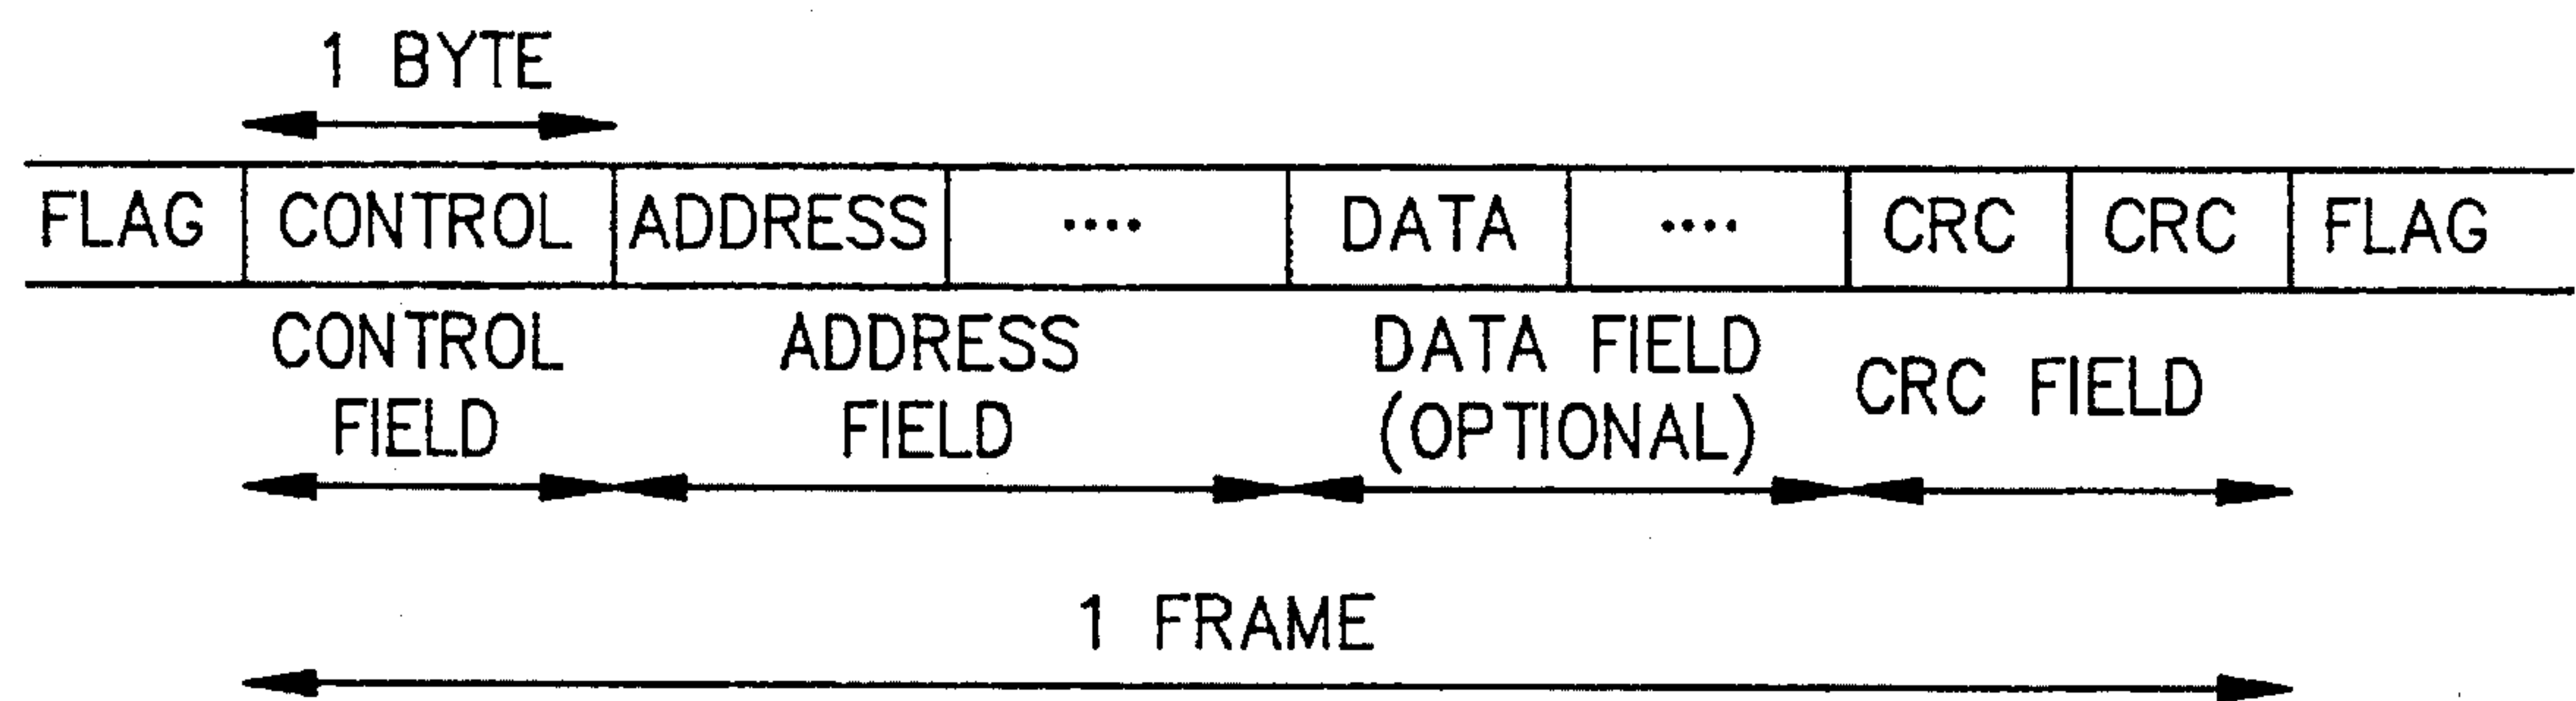 1 BYTE
FLAG CONTROL ADDRESS .... DATA .... CRC CRC FLAG
CONTROL FIELD
ADDRESS FIELD
DATA FIELD (OPTIONAL)
CRC FIELD
1 FRAME